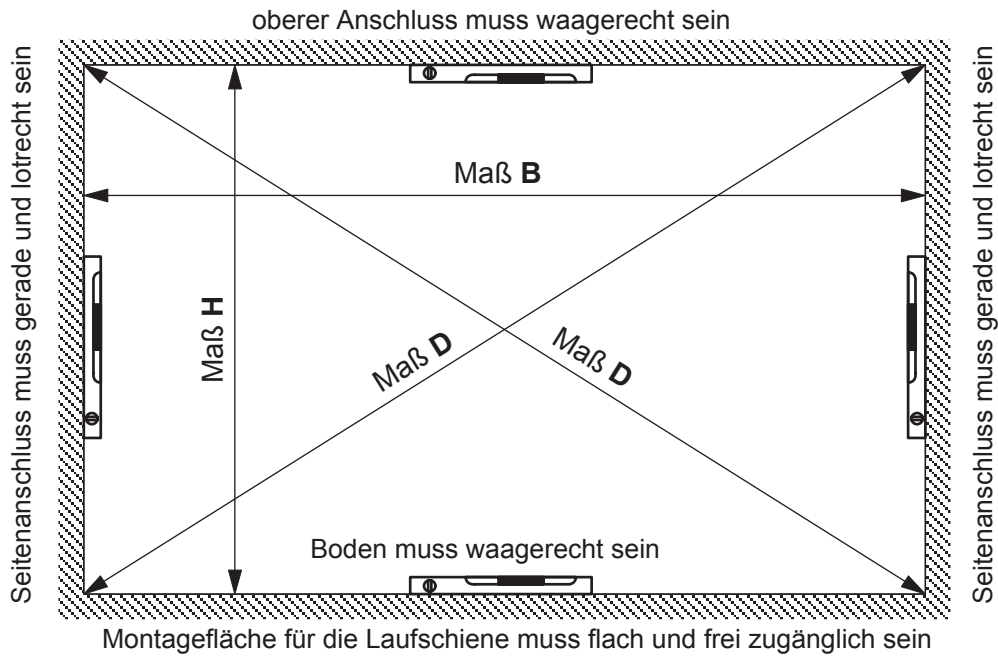 oberer Anschluss muss waagerecht sein
Seitenanschluss muss gerade und lotrecht sein
Seitenanschluss muss gerade und lotrecht sein
Maß B
Maß H
Maß D
Maß D
Boden muss waagerecht sein
Montagefläche für die Laufschiene muss flach und frei zugänglich sein